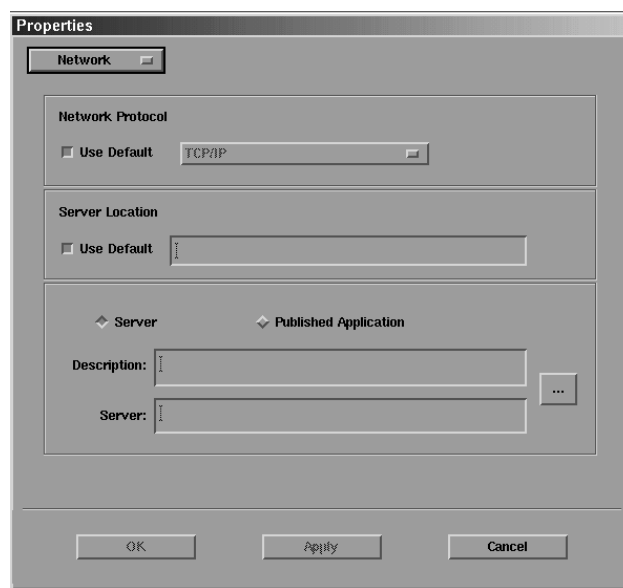 Properties
Network
Network Protocol
Use Default TCP/IP
Server Location
Use Default
Server Published Application
Description:
...
Server:
OK Apply Cancel